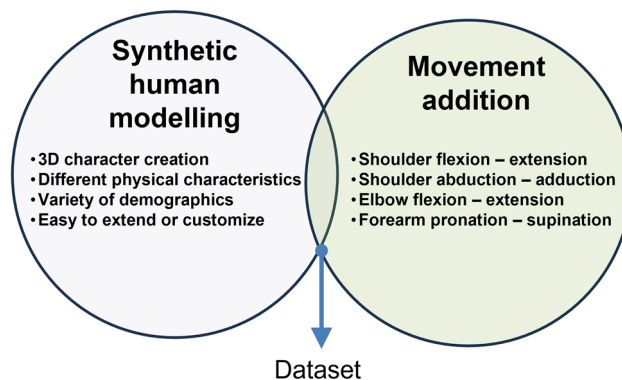 Synthetic
human
modelling
• 3D character creation
• Different physical characteristics
• Variety of demographics
• Easy to extend or customize
Movement
addition
• Shoulder flexion – extension
• Shoulder abduction – adduction
• Elbow flexion – extension
• Forearm pronation – supination
Dataset